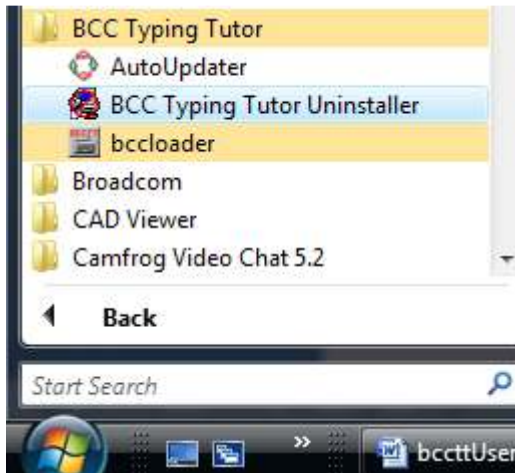 BCC Typing Tutor
AutoUpdater
BCC Typing Tutor Uninstaller
bccloader
Broadcom
CAD Viewer
Camfrog Video Chat 5.2
Back
Start Search
bccttUser